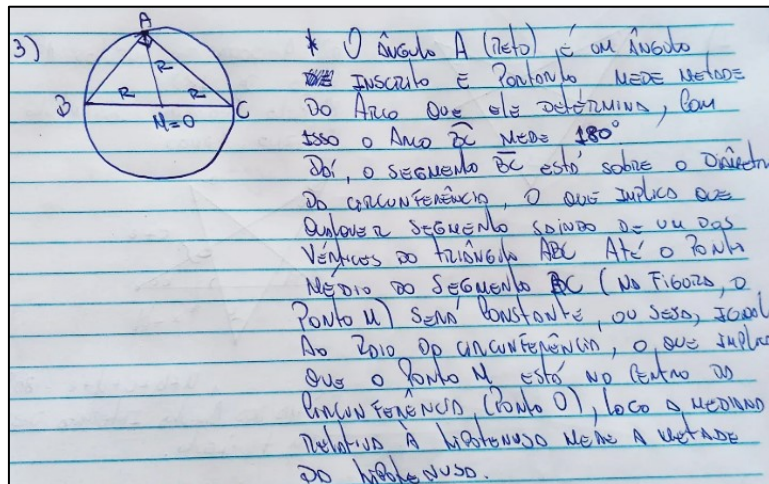 3)
A
R
B R R C
M=O
* O ÂNGULO A (RETO) É UM ÂNGULO
INSCRITO E PORTANTO MEDE METADE
DO ARCO QUE ELE DETERMINA, COM
ISSO O ARCO BC MEDE 180°
DAÍ, O SEGMENTO BC ESTÁ SOBRE O DIÂMETRO
DA CIRCUNFERÊNCIA, O QUE IMPLICA QUE
QUALQUER SEGMENTO SAINDO DE UM DOS
VÉRTICES DO TRIÂNGULO ABC ATÉ O PONTO
MÉDIO DO SEGMENTO BC (NA FIGURA, O
PONTO M) SERÁ CONSTANTE, OU SEJA, IGUAL
AO RAIO DA CIRCUNFERÊNCIA, O QUE IMPLICA
QUE O PONTO M ESTÁ NO CENTRO DA
CIRCUNFERÊNCIA (PONTO O), LOGO A MEDIANA
RELATIVA À HIPOTENUSA MEDE A METADE
DA HIPOTENUSA.